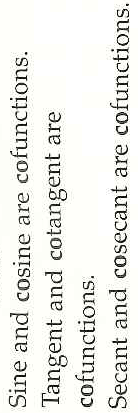 Sine and cosine are cofunctions.
Tangent and cotangent are
cofunctions.
Secant and cosecant are cofunctions.